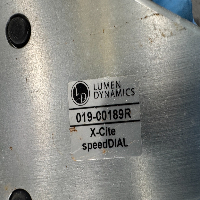 LUMEN
DYNAMICS
019-00189R
X-Cite
speedDIAL